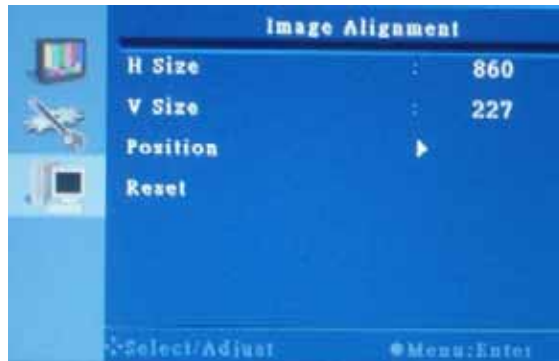 Image Alignment
H Size : 860
V Size : 227
Position
Reset
Select/Adjust Menu:Enter